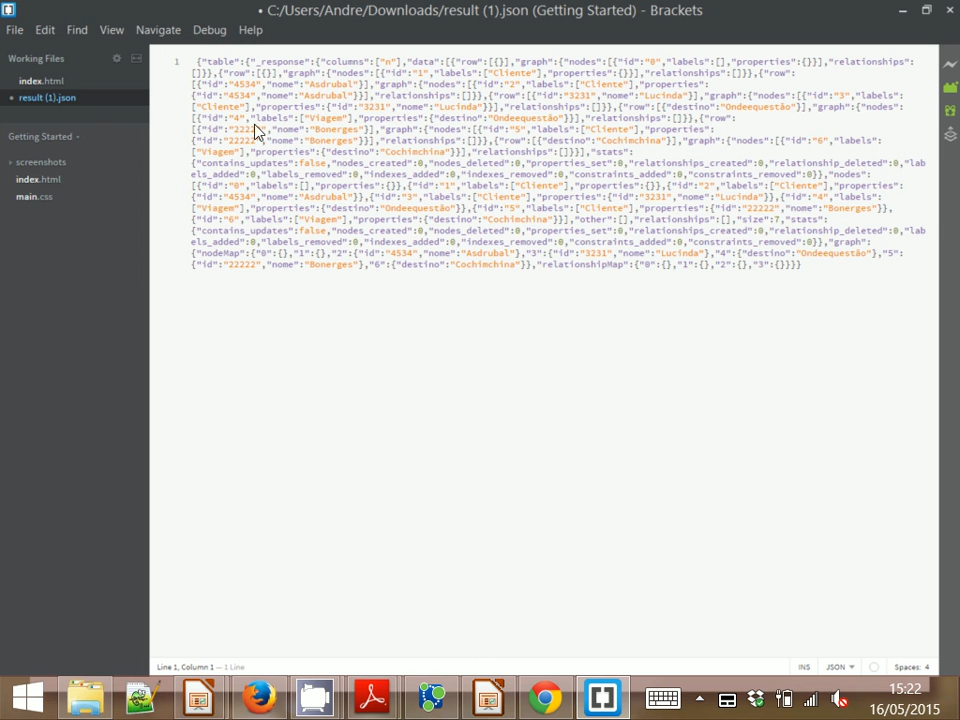 • C:/Users/Andre/Downloads/result (1).json (Getting Started) - Brackets
File Edit Find View Navigate Debug Help
Working Files
index.html
• result (1).json
Getting Started
screenshots
index.html
main.css
1 {"table":{"_response":{"columns":["n"],"data":[{"row":[{}],"graph":{"nodes":[{"id":"0","labels":[],"properties":{}}],"relationships":
[]}},{"row":[{}],"graph":{"nodes":[{"id":"1","labels":["Cliente"],"properties":{}}],"relationships":[]}},{"row":
[{"id":"4534","nome":"Asdrubal"}],"graph":{"nodes":[{"id":"2","labels":["Cliente"],"properties":
{"id":"4534","nome":"Asdrubal"}}],"relationships":[]}},{"row":[{"id":"3231","nome":"Lucinda"}],"graph":{"nodes":[{"id":"3","labels":
["Cliente"],"properties":{"id":"3231","nome":"Lucinda"}}],"relationships":[]}},{"row":[{"destino":"Ondeequestão"}],"graph":{"nodes":
[{"id":"4","labels":["Viagem"],"properties":{"destino":"Ondeequestão"}}],"relationships":[]}},{"row":
[{"id":"22222","nome":"Bonerges"}],"graph":{"nodes":[{"id":"5","labels":["Cliente"],"properties":
{"id":"22222","nome":"Bonerges"}}],"relationships":[]}},{"row":[{"destino":"Cochimchina"}],"graph":{"nodes":[{"id":"6","labels":
["Viagem"],"properties":{"destino":"Cochimchina"}}],"relationships":[]}}],"stats":
{"contains_updates":false,"nodes_created":0,"nodes_deleted":0,"properties_set":0,"relationships_created":0,"relationship_deleted":0,"lab
els_added":0,"labels_removed":0,"indexes_added":0,"indexes_removed":0,"constraints_added":0,"constraints_removed":0}},"nodes":
[{"id":"0","labels":[],"properties":{}},{"id":"1","labels":["Cliente"],"properties":{}},{"id":"2","labels":["Cliente"],"properties":
{"id":"4534","nome":"Asdrubal"}},{"id":"3","labels":["Cliente"],"properties":{"id":"3231","nome":"Lucinda"}},{"id":"4","labels":
["Viagem"],"properties":{"destino":"Ondeequestão"}},{"id":"5","labels":["Cliente"],"properties":{"id":"22222","nome":"Bonerges"}},
{"id":"6","labels":["Viagem"],"properties":{"destino":"Cochimchina"}}],"other":[],"relationships":[],"size":7,"stats":
{"contains_updates":false,"nodes_created":0,"nodes_deleted":0,"properties_set":0,"relationships_created":0,"relationship_deleted":0,"lab
els_added":0,"labels_removed":0,"indexes_added":0,"indexes_removed":0,"constraints_added":0,"constraints_removed":0}},"graph":
{"nodeMap":{"0":{},"1":{},"2":{"id":"4534","nome":"Asdrubal"},"3":{"id":"3231","nome":"Lucinda"},"4":{"destino":"Ondeequestão"},"5":
{"id":"22222","nome":"Bonerges"},"6":{"destino":"Cochimchina"}},"relationshipMap":{"0":{},"1":{},"2":{},"3":{}}}}
Line 1, Column 1 — 1 Line
INS JSON Spaces: 4
15:22
16/05/2015